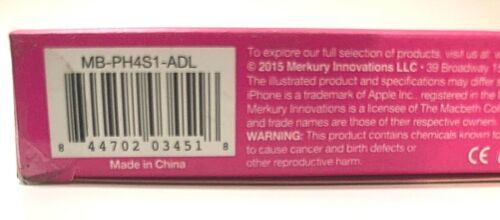 MB-PH4S1-ADL
8 44702 03451 8
Made in China
To explore our full selection of products, visit us at:
© 2015 Merkury Innovations LLC • 39 Broadway
The illustrated product and specifications may differ
iPhone is a trademark of Apple Inc., registered in the
Merkury Innovations is a licensee of The Macbeth
and trade names are those of their respective owners.
WARNING: This product contains chemicals known
to cause cancer and birth defects or
other reproductive harm.
CE